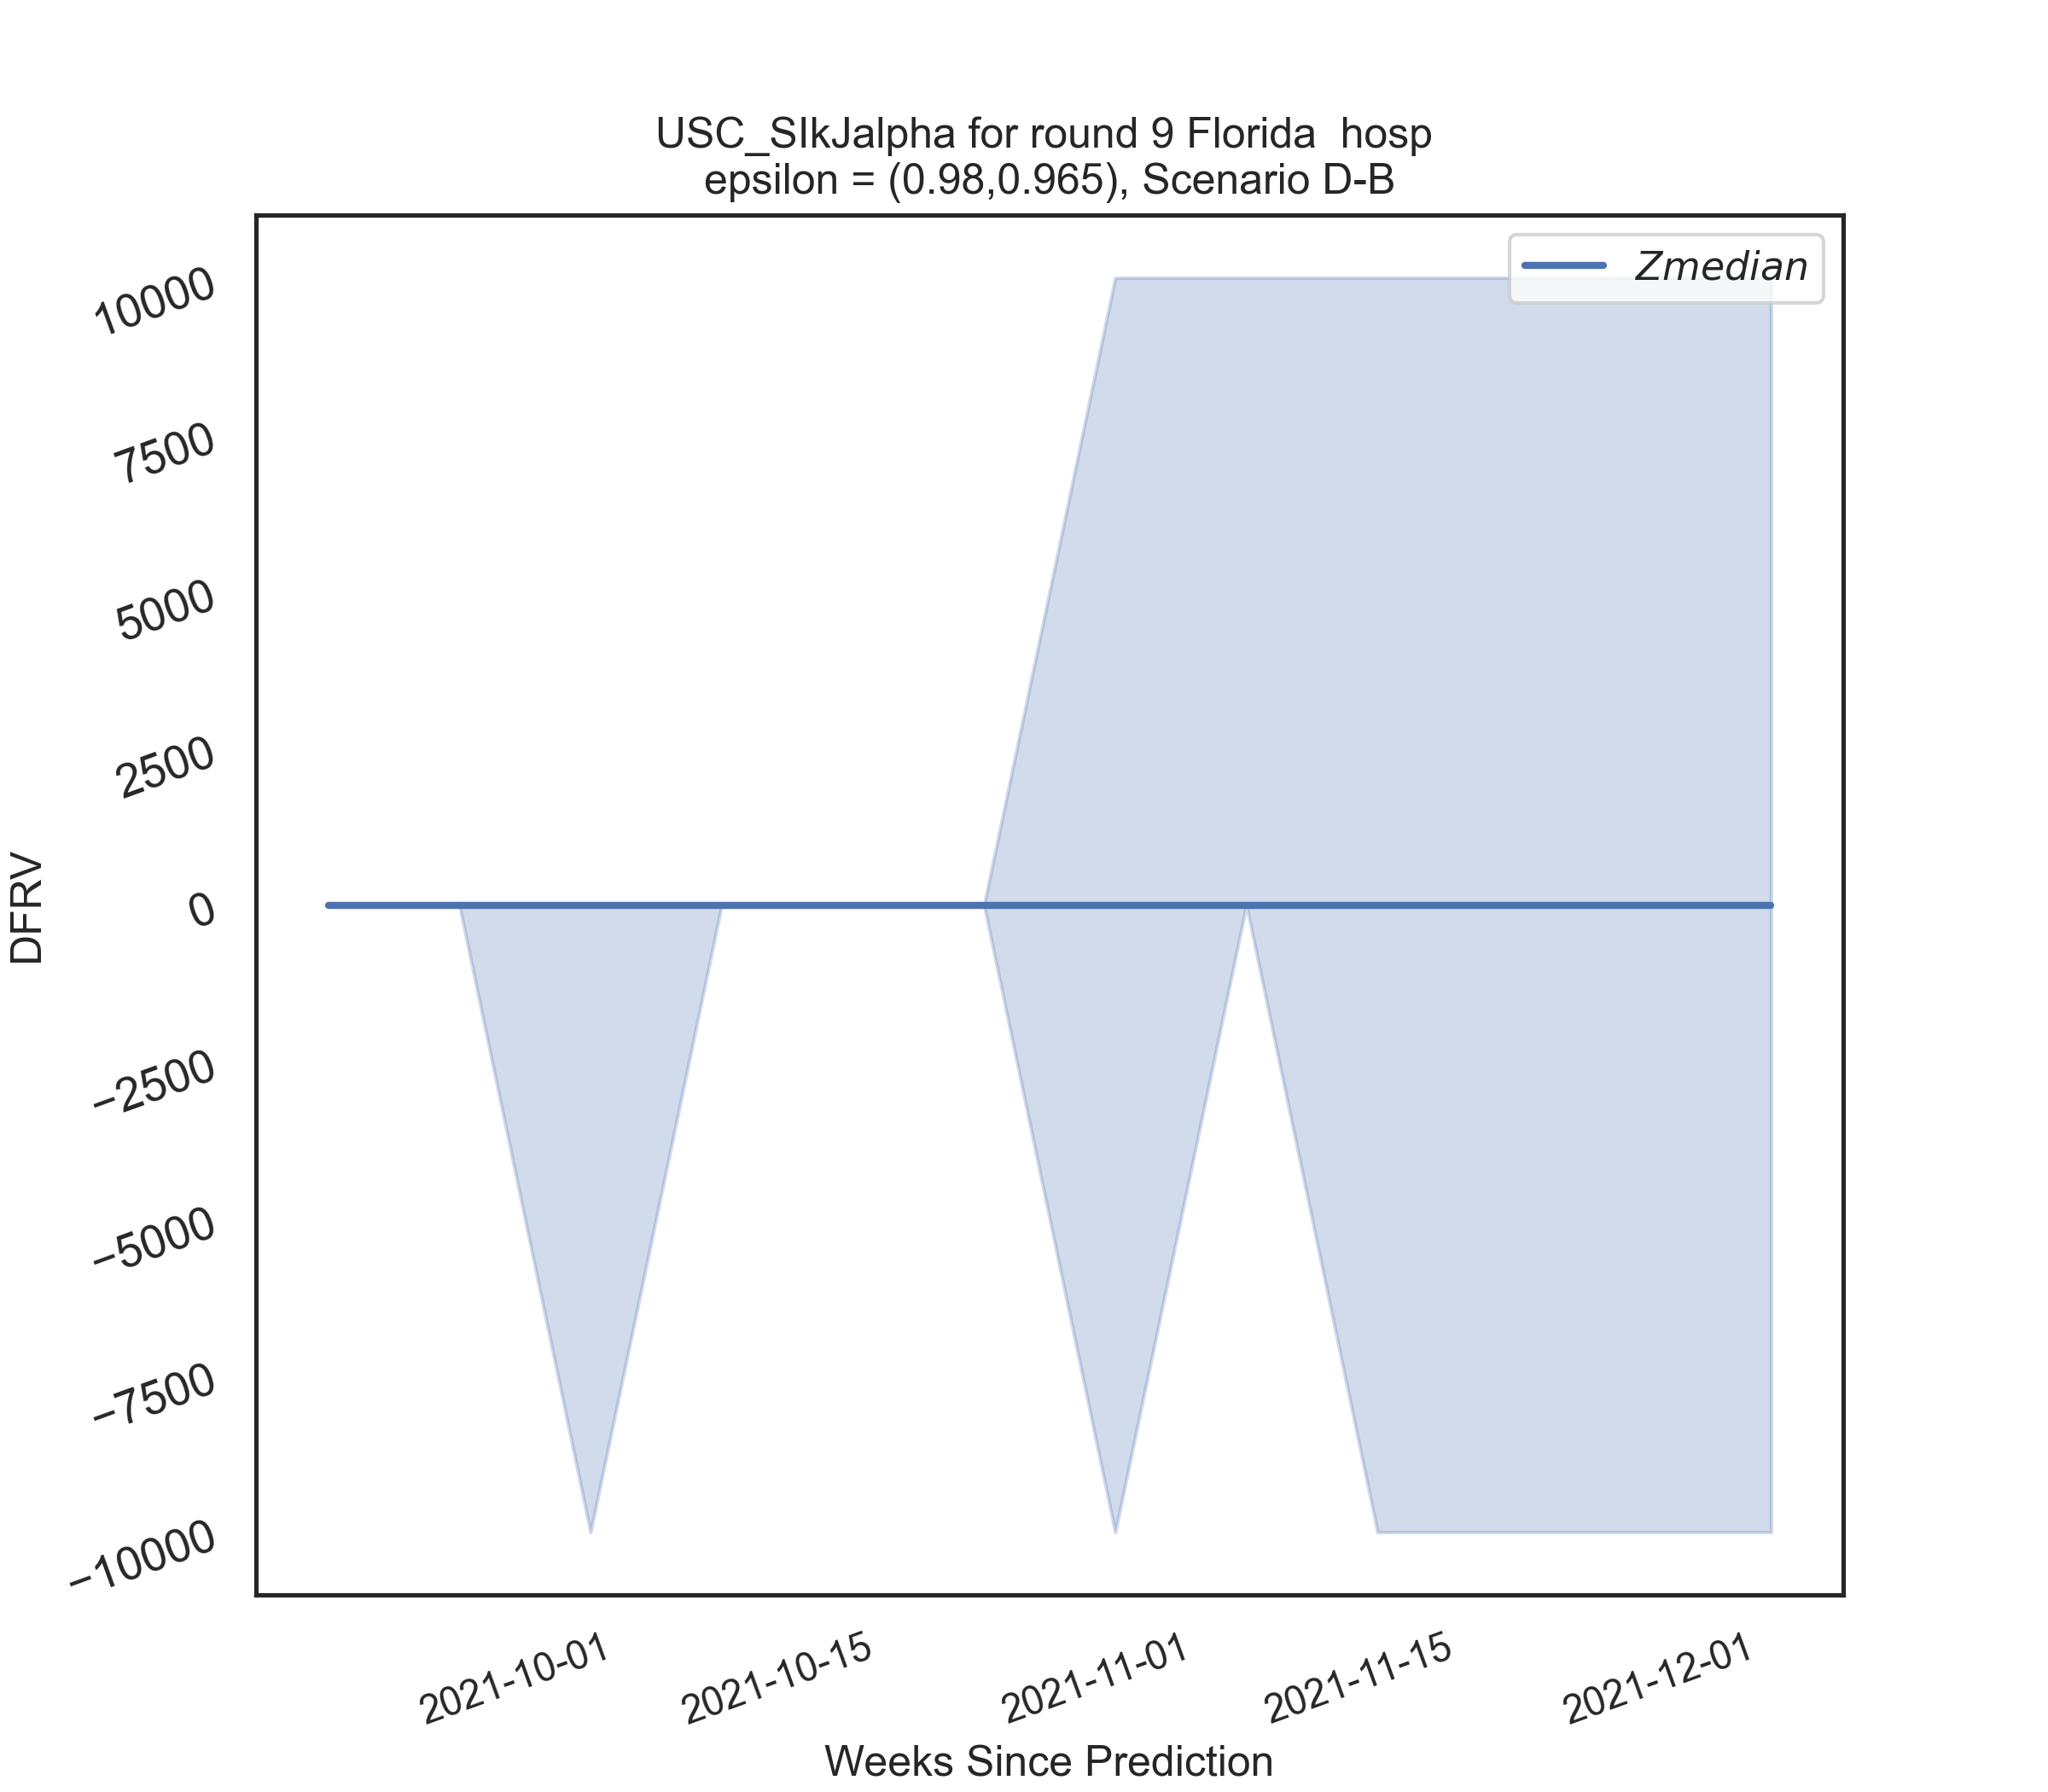 USC_SIkJalpha for round 9 Florida  hosp
epsilon = (0.98,0.965), Scenario D-B
Zmedian
10000
7500
5000
2500
0
−2500
−5000
−7500
−10000
DFRV
2021-10-01
2021-10-15
2021-11-01
2021-11-15
2021-12-01
Weeks Since Prediction